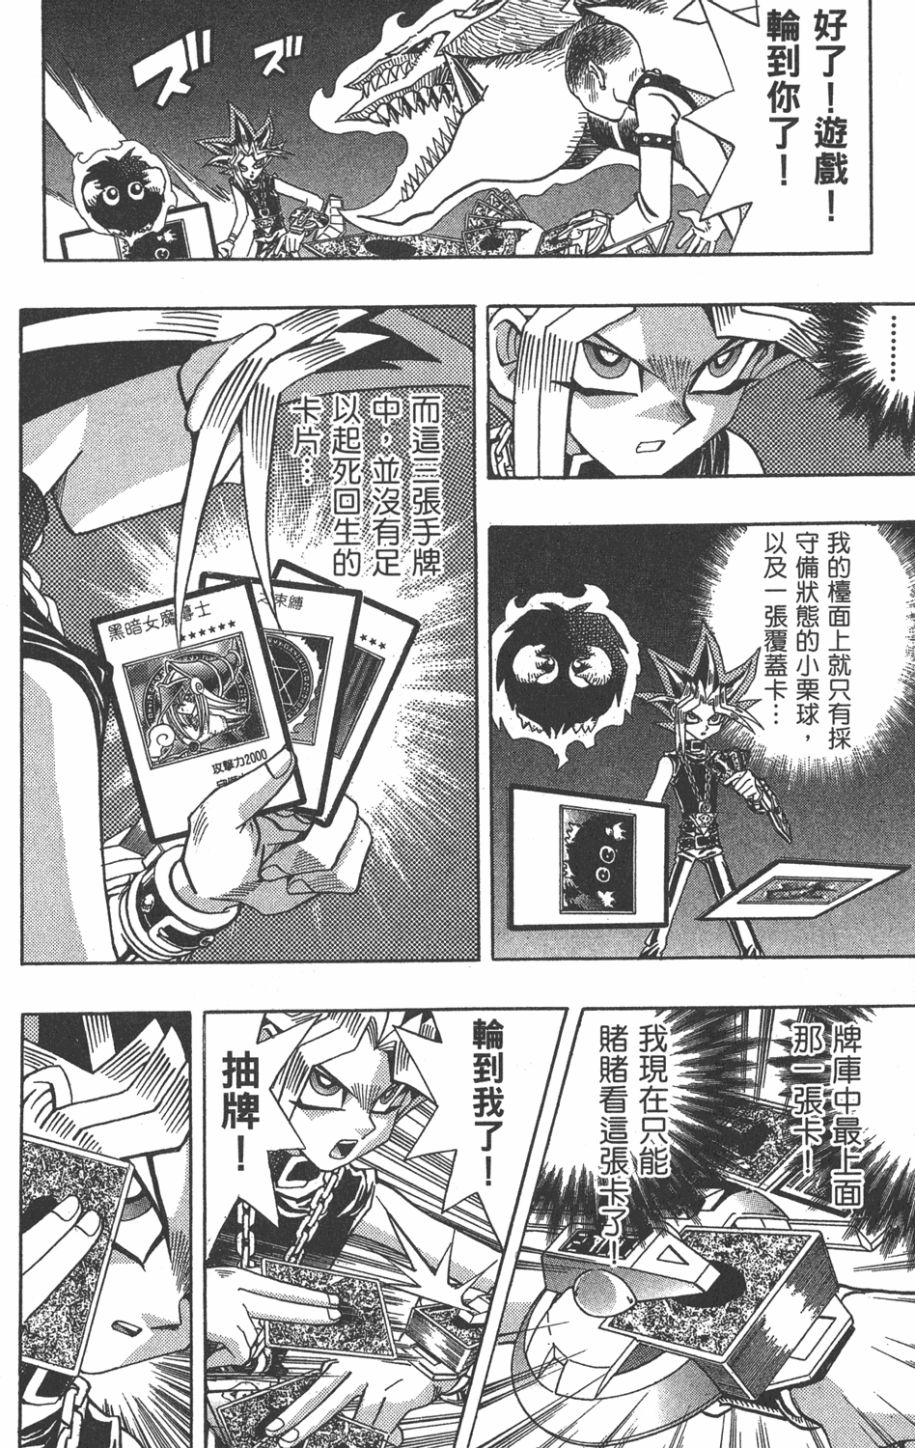 好了！遊戲！
輪到你了！
ズズ
………
我的檯面上就只有採
守備狀態的小栗球，
以及一張覆蓋卡…
而這三張手牌
中，並沒有足
以起死回生的
卡片…
黑暗女魔導士
攻擊力2000
束縛
牌庫中最上面
那一張卡！
我現在只能
賭賭看這張卡了！
輪到我了！
抽牌！